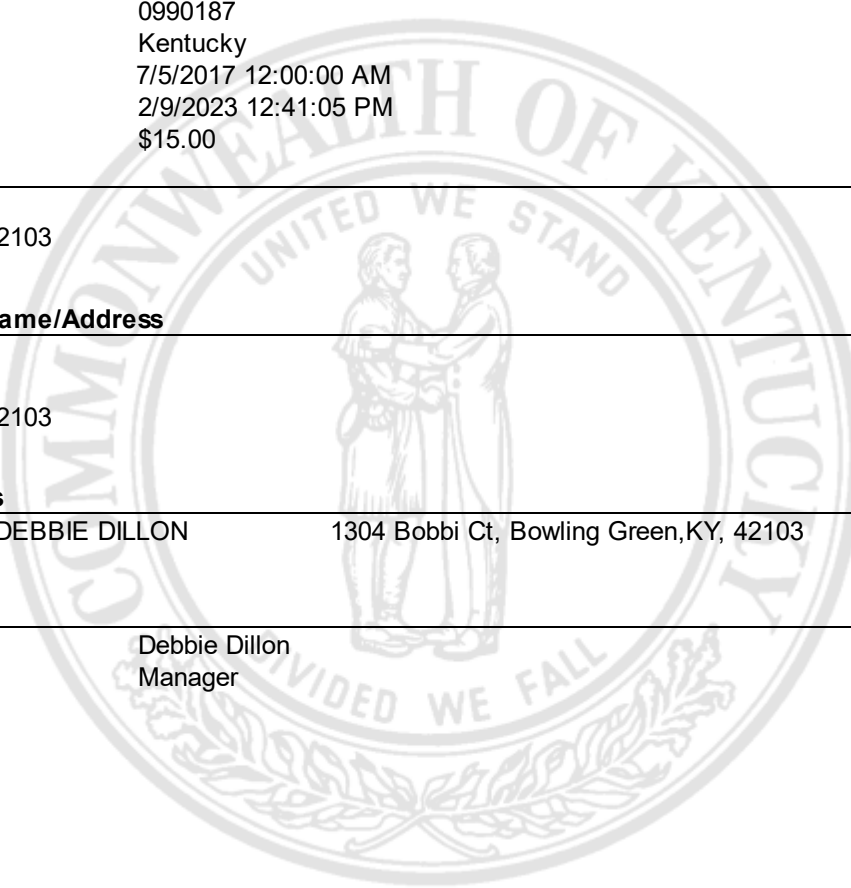 0990187
Kentucky
7/5/2017 12:00:00 AM
2/9/2023 12:41:05 PM
$15.00
COMMONWEALTH OF KENTUCKY
UNITED WE STAND
DIVIDED WE FALL
2103
ame/Address
2103
s
DEBBIE DILLON 1304 Bobbi Ct, Bowling Green,KY, 42103
Debbie Dillon
Manager